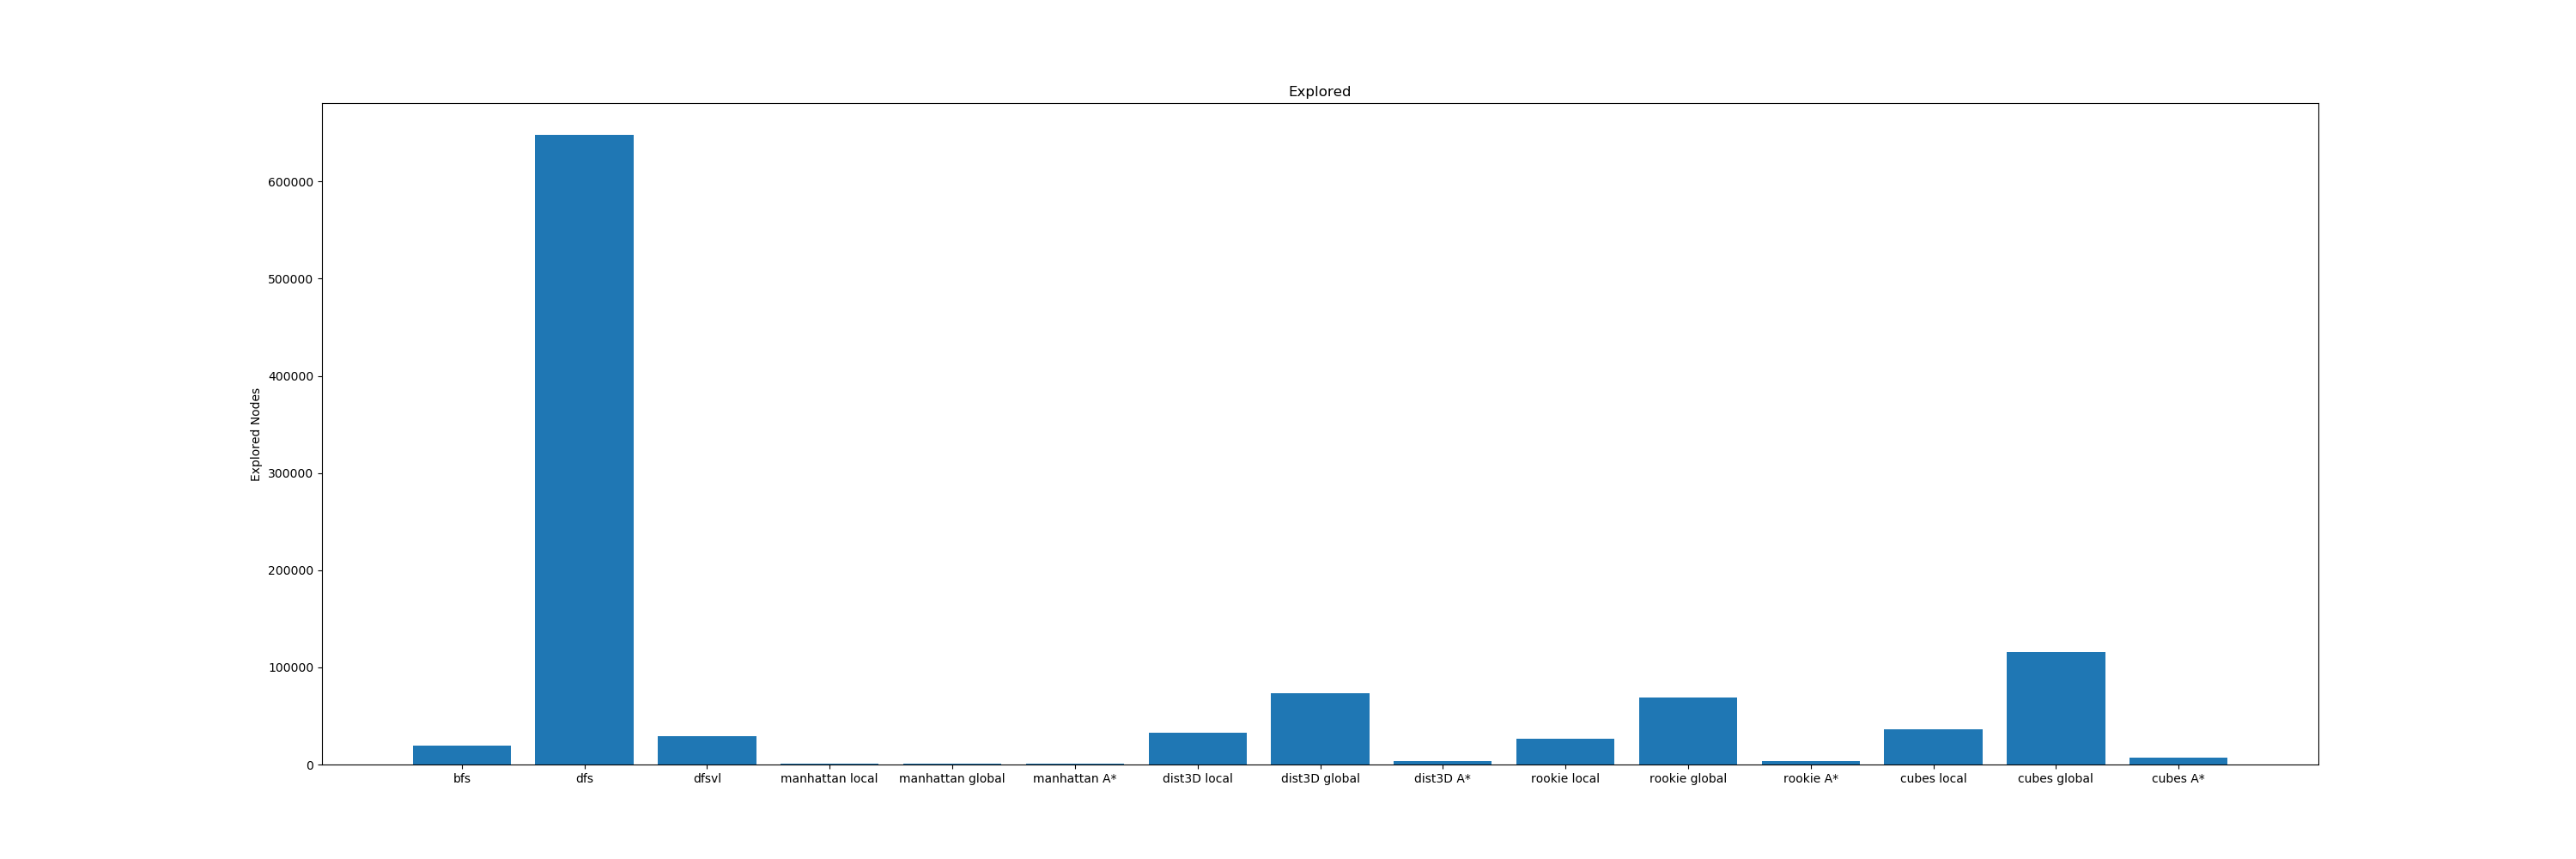 Explored
Explored Nodes
600000
500000
400000
300000
200000
100000
0
bfs dfs dfsvl manhattan local manhattan global manhattan A* dist3D local dist3D global dist3D A* rookie local rookie global rookie A* cubes local cubes global cubes A*